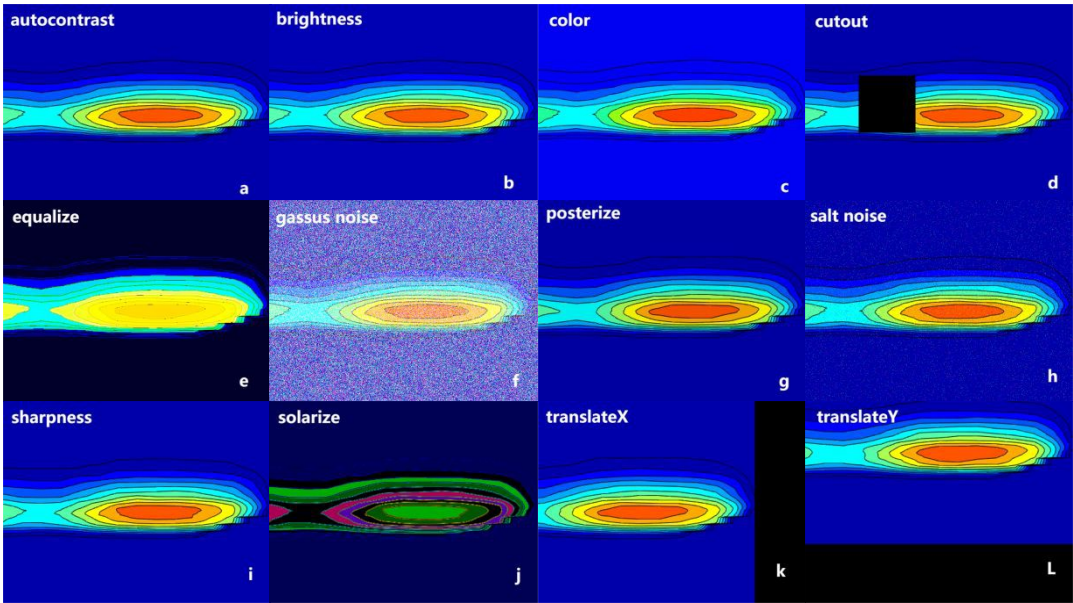 autocontrast
brightness
color
cutout
a
b
c
d
equalize
gassus noise
posterize
salt noise
e
f
g
h
sharpness
solarize
translateX
translateY
i
j
k
L